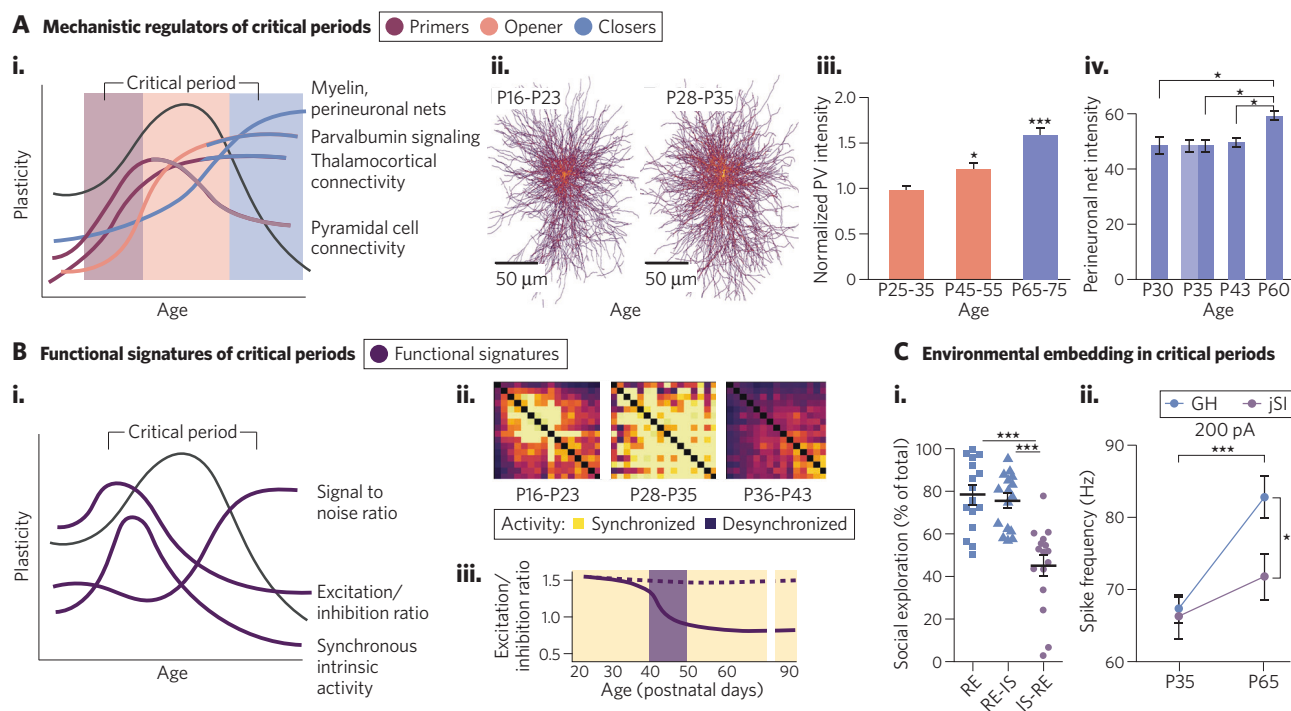 A Mechanistic regulators of critical periods Primers Opener Closers
i.
Critical period
Plasticity
Age
Myelin,
perineuronal nets
Parvalbumin signaling
Thalamocortical
connectivity
Pyramidal cell
connectivity
ii.
P16-P23 P28-P35
50 μm 50 μm
Age
iii.
Normalized PV intensity
2.0
1.5
1.0
0.5
0
★
★★★
P25-35 P45-55 P65-75
Age
iv.
Perineuronal net intensity
60
40
20
0
★
★
★
P30 P35 P43 P60
Age
B Functional signatures of critical periods Functional signatures
i.
Critical period
Plasticity
Age
Signal to
noise ratio
Excitation/
inhibition ratio
Synchronous
intrinsic
activity
ii.
P16-P23 P28-P35 P36-P43
Activity: Synchronized Desynchronized
iii.
Excitation/
inhibition ratio
1.5
1.0
0.5
20 30 40 50 60 70 90
Age (postnatal days)
C Environmental embedding in critical periods
i.
Social exploration (% of total)
100
80
60
40
20
0
★★★
★★★
RE RE-IS IS-RE
ii.
GH jSI
200 pA
Spike frequency (Hz)
90
80
70
60
★★★
★
P35 P65